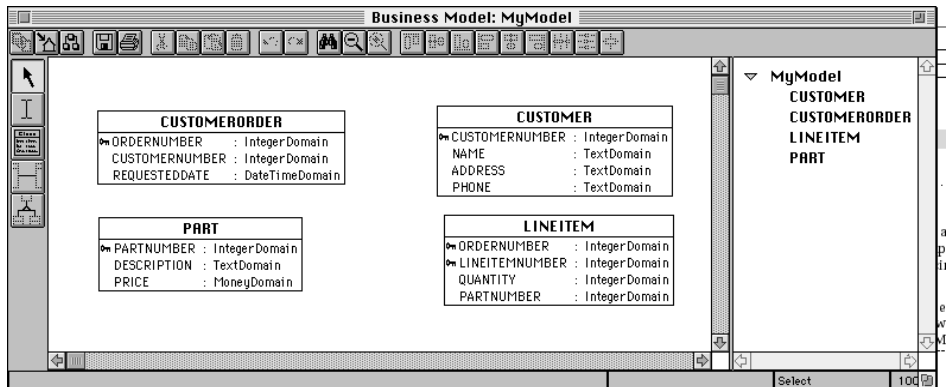 Business Model: MyModel
CUSTOMERORDER
ORDERNUMBER : IntegerDomain
CUSTOMERNUMBER : IntegerDomain
REQUESTEDDATE : DateTimeDomain
CUSTOMER
CUSTOMERNUMBER : IntegerDomain
NAME : TextDomain
ADDRESS : TextDomain
PHONE : TextDomain
PART
PARTNUMBER : IntegerDomain
DESCRIPTION : TextDomain
PRICE : MoneyDomain
LINEITEM
ORDERNUMBER : IntegerDomain
LINEITEMNUMBER : IntegerDomain
QUANTITY : IntegerDomain
PARTNUMBER : IntegerDomain
MyModel
CUSTOMER
CUSTOMERORDER
LINEITEM
PART
Class
Select
100